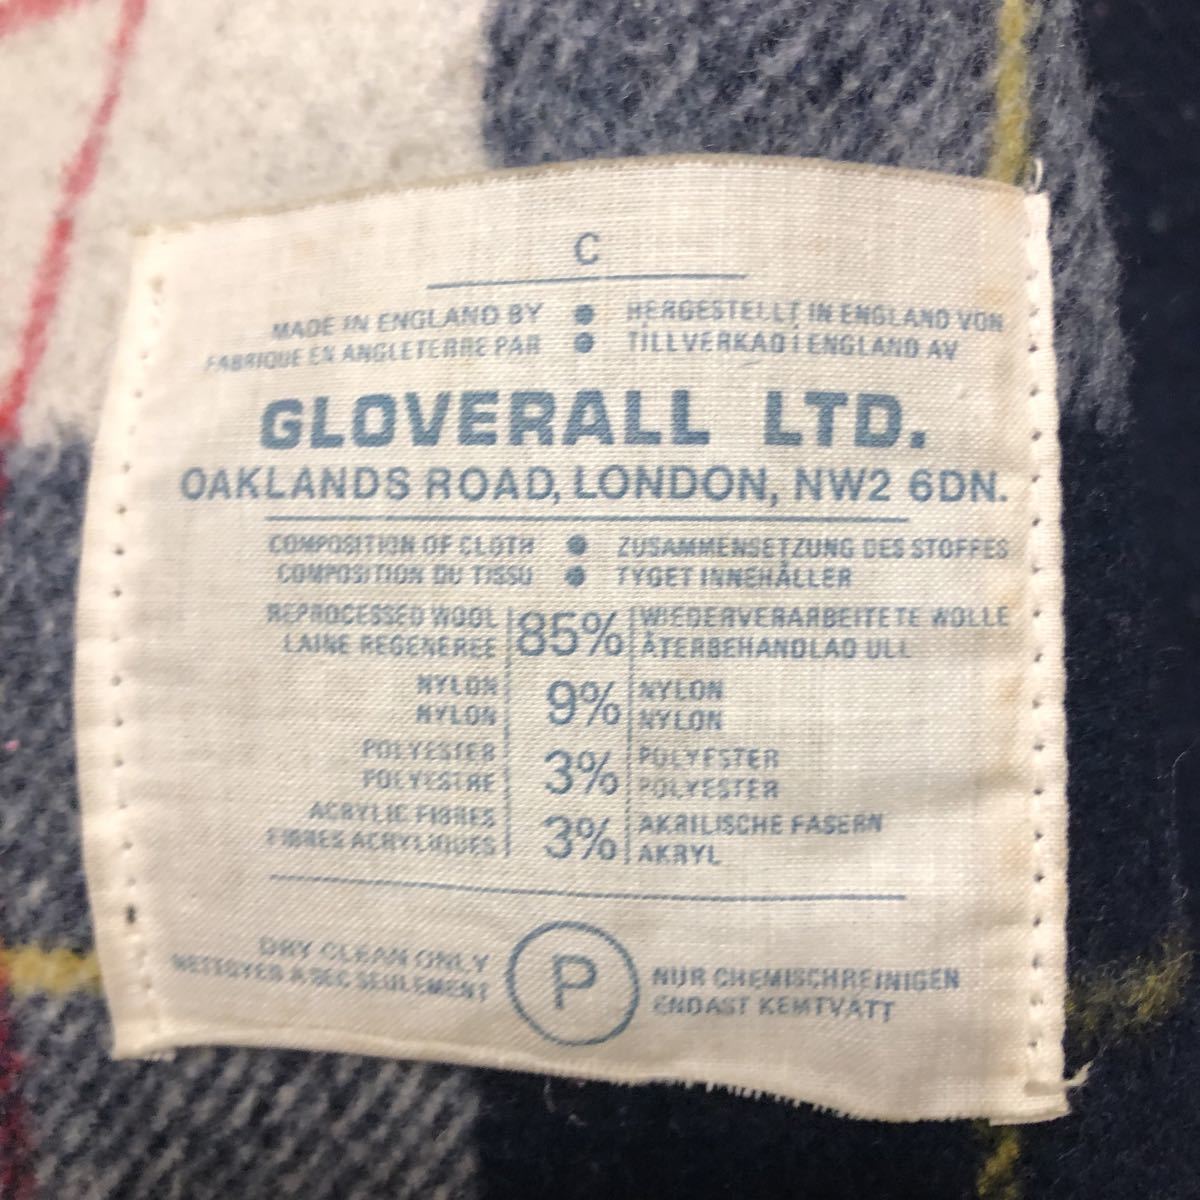 C
MADE IN ENGLAND BY ● HERGESTELLT IN ENGLAND VON
FABRIQUE EN ANGLETERRE PAR ● TILLVERKAD I ENGLAND AV
GLOVERALL LTD.
OAKLANDS ROAD, LONDON, NW2 6DN.
COMPOSITION OF CLOTH ● ZUSAMMENSETZUNG DES STOFFES
COMPOSITION DU TISSU ● TYGET INNEHÅLLER
REPROCESSED WOOL
LAINE REGENEREE
85%
WIEDERVERARBEITETE WOLLE
ÅTERBEHANDLAD ULL
NYLON
NYLON
9%
NYLON
NYLON
POLYESTER
POLYESTRE
3%
POLYESTER
POLYESTER
ACRYLIC FIBRES
FIBRES ACRYLIQUES
3%
AKRILISCHE FASERN
AKRYL
DRY CLEAN ONLY
NETTOYER A SEC SEULEMENT
P
NUR CHEMISCHREINIGEN
ENDAST KEMTVATT